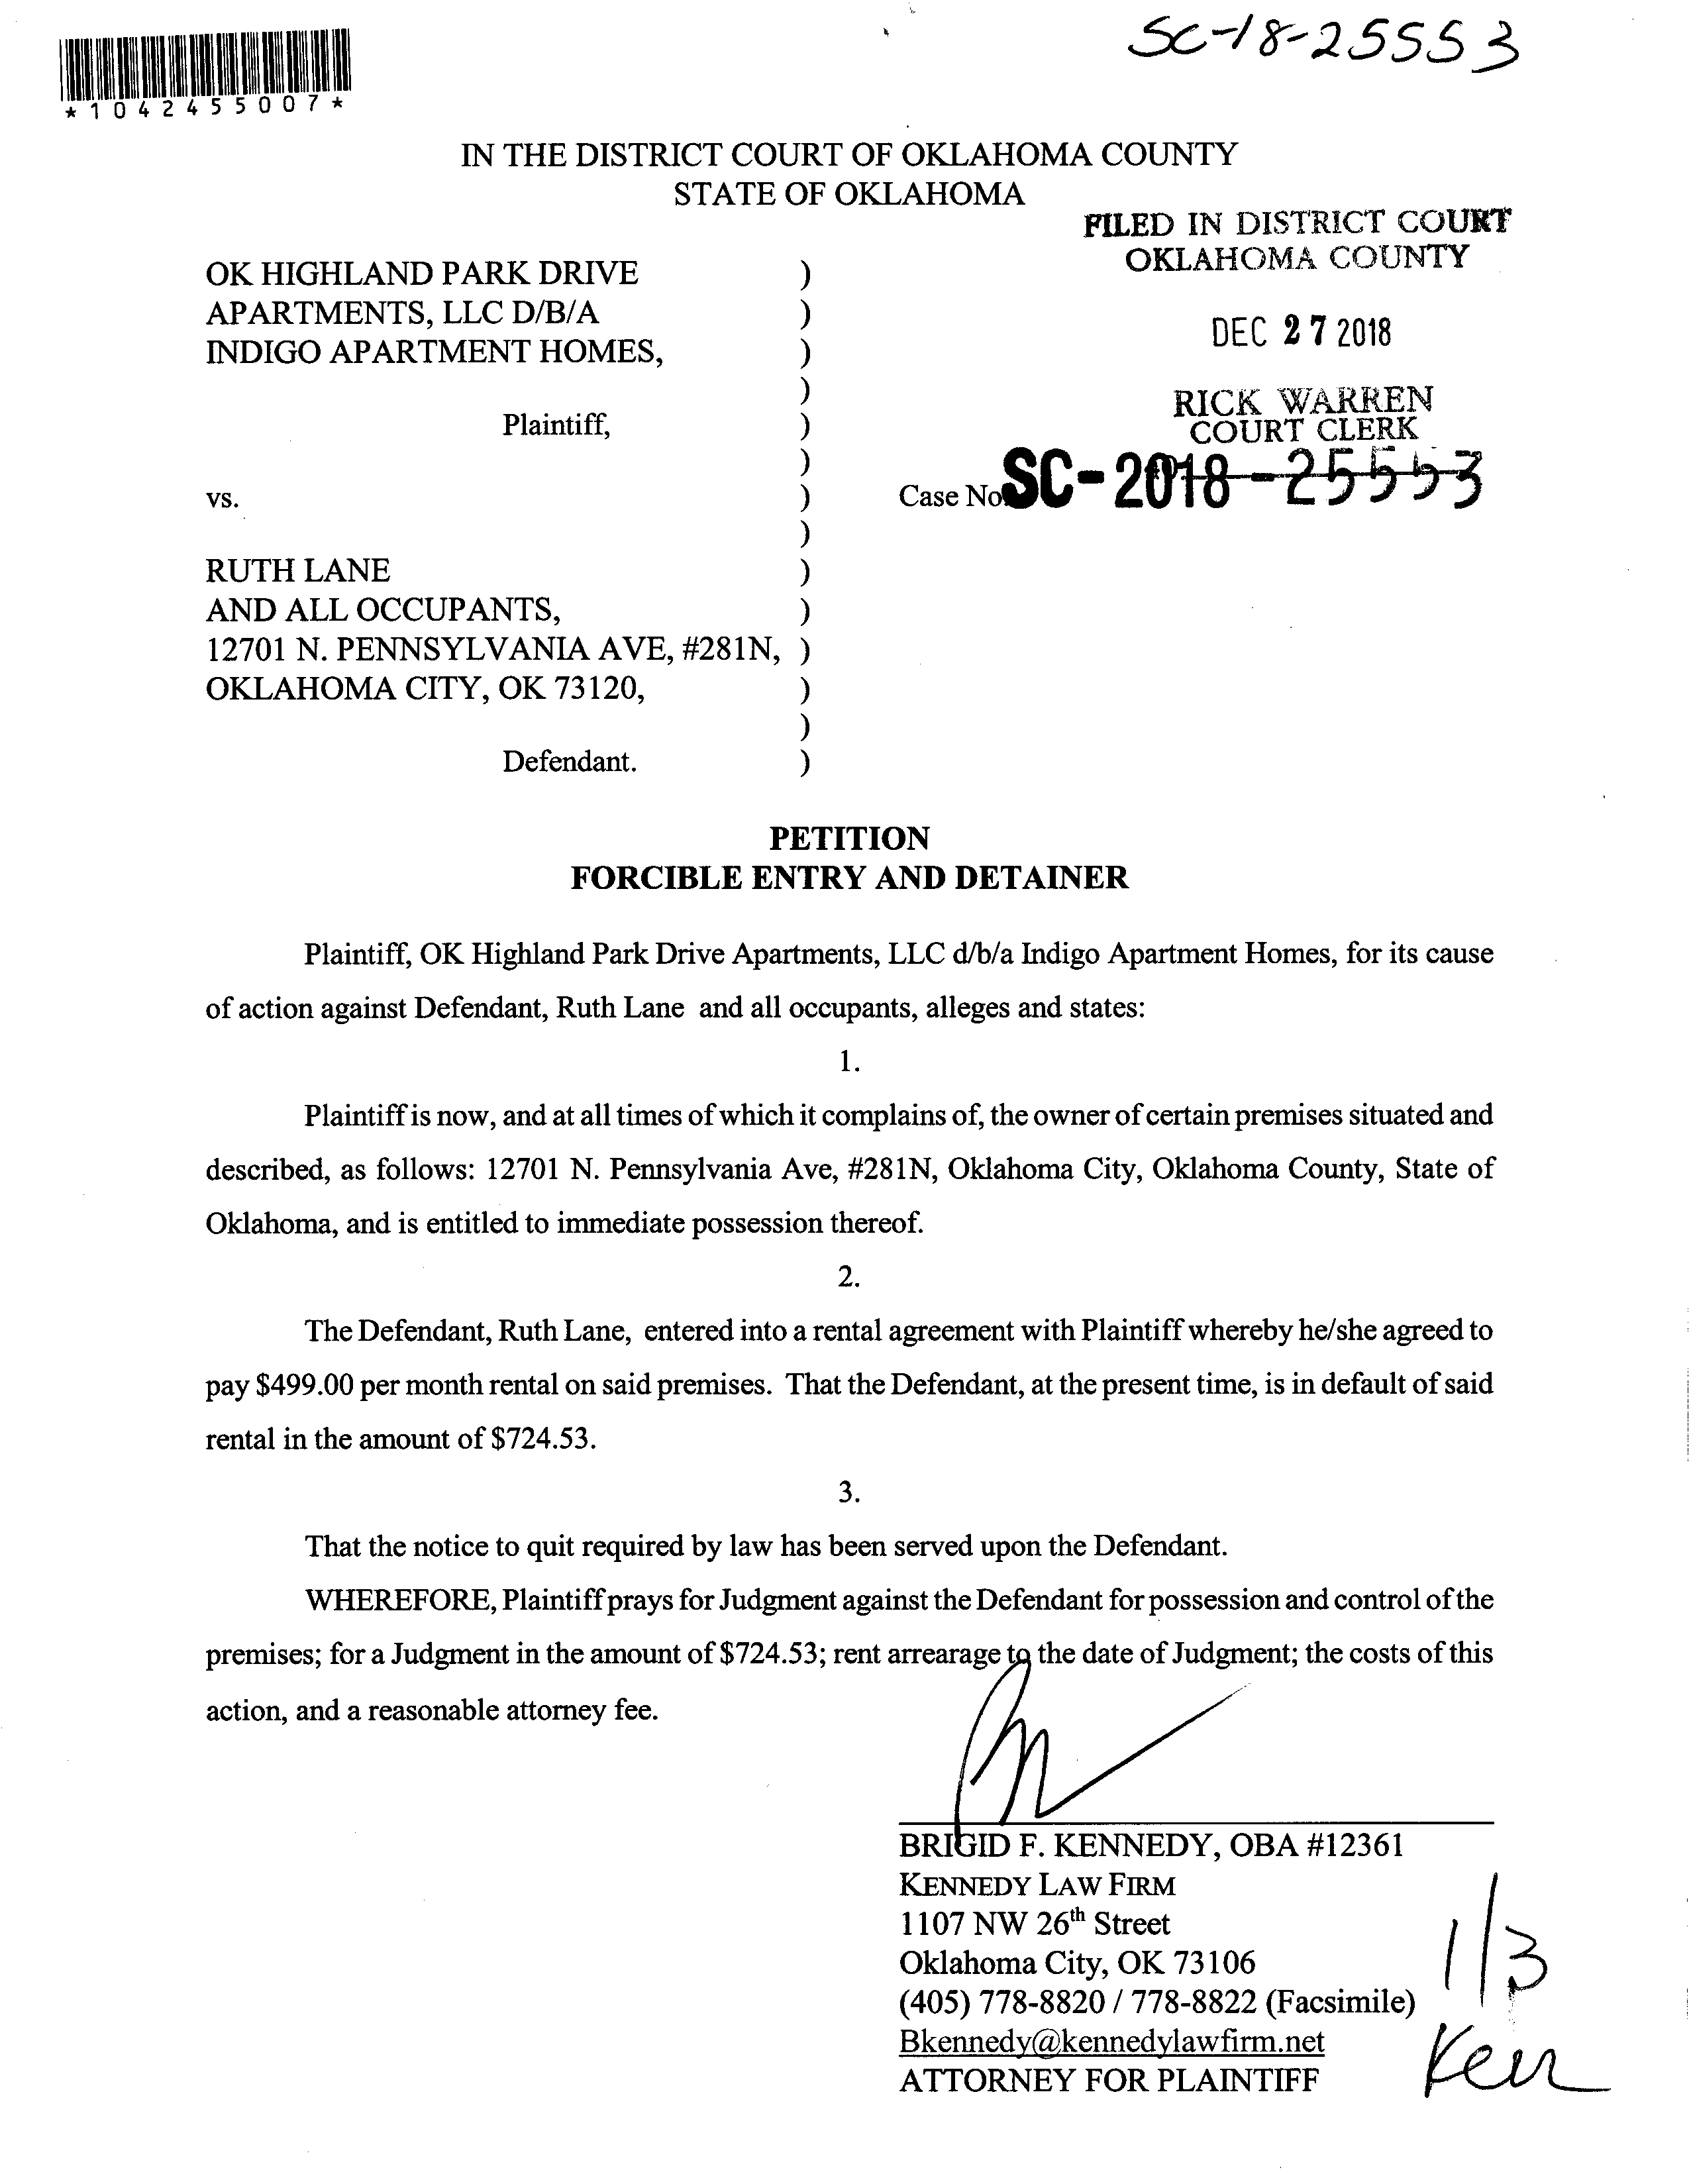 SC-18-25553
*1042455007*
IN THE DISTRICT COURT OF OKLAHOMA COUNTY
STATE OF OKLAHOMA
FILED IN DISTRICT COURT
OKLAHOMA COUNTY
DEC 27 2018
RICK WARREN
COURT CLERK
OK HIGHLAND PARK DRIVE )
APARTMENTS, LLC D/B/A )
INDIGO APARTMENT HOMES, )
)
Plaintiff, )
)
vs. ) Case No. SC-2018-25553
)
RUTH LANE )
AND ALL OCCUPANTS, )
12701 N. PENNSYLVANIA AVE, #281N, )
OKLAHOMA CITY, OK 73120, )
)
Defendant. )
PETITION
FORCIBLE ENTRY AND DETAINER
Plaintiff, OK Highland Park Drive Apartments, LLC d/b/a Indigo Apartment Homes, for its cause
of action against Defendant, Ruth Lane and all occupants, alleges and states:
1.
Plaintiff is now, and at all times of which it complains of, the owner of certain premises situated and
described, as follows: 12701 N. Pennsylvania Ave, #281N, Oklahoma City, Oklahoma County, State of
Oklahoma, and is entitled to immediate possession thereof.
2.
The Defendant, Ruth Lane, entered into a rental agreement with Plaintiff whereby he/she agreed to
pay $499.00 per month rental on said premises. That the Defendant, at the present time, is in default of said
rental in the amount of $724.53.
3.
That the notice to quit required by law has been served upon the Defendant.
WHEREFORE, Plaintiff prays for Judgment against the Defendant for possession and control of the
premises; for a Judgment in the amount of $724.53; rent arrearage to the date of Judgment; the costs of this
action, and a reasonable attorney fee.
BRIGID F. KENNEDY, OBA #12361
KENNEDY LAW FIRM
1107 NW 26th Street
Oklahoma City, OK 73106
(405) 778-8820 / 778-8822 (Facsimile)
Bkennedy@kennedylawfirm.net
ATTORNEY FOR PLAINTIFF
1/3